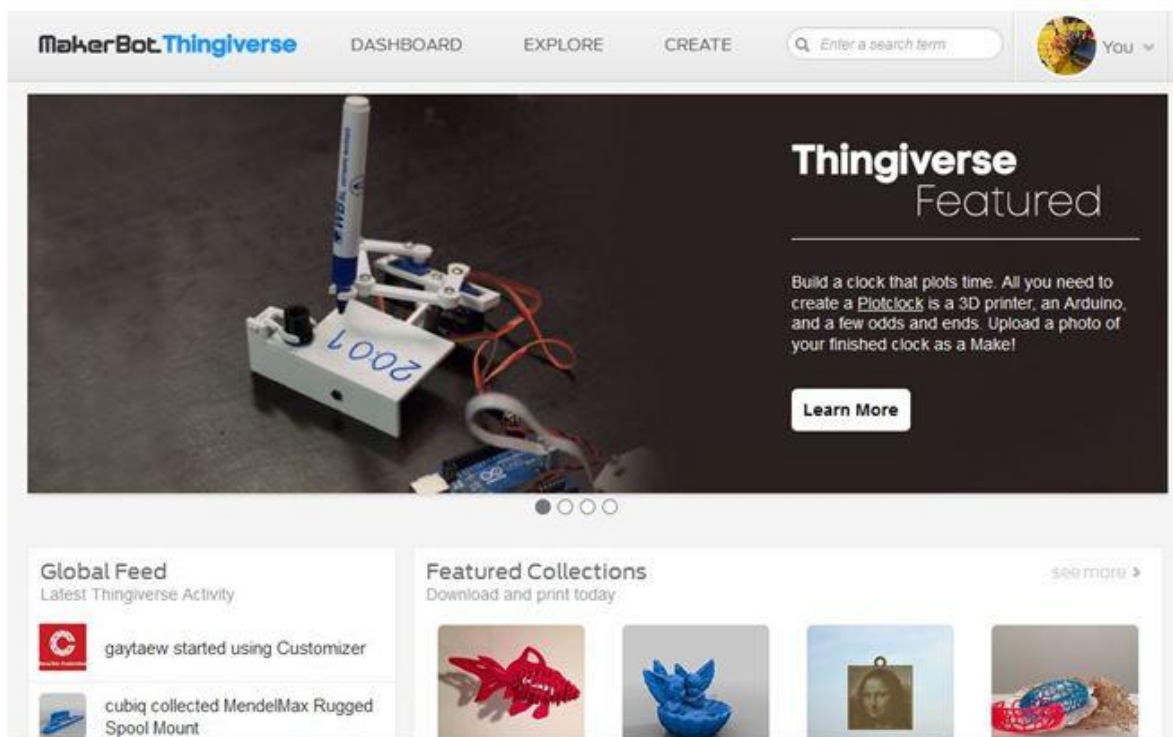 MakerBot Thingiverse
DASHBOARD
EXPLORE
CREATE
Enter a search term
You
Thingiverse
Featured
Build a clock that plots time. All you need to
create a Plotclock is a 3D printer, an Arduino,
and a few odds and ends. Upload a photo of
your finished clock as a Make!
Learn More
20:01
Global Feed
Latest Thingiverse Activity
gaytaew started using Customizer
cubiq collected MendelMax Rugged
Spool Mount
Featured Collections
Download and print today
see more >